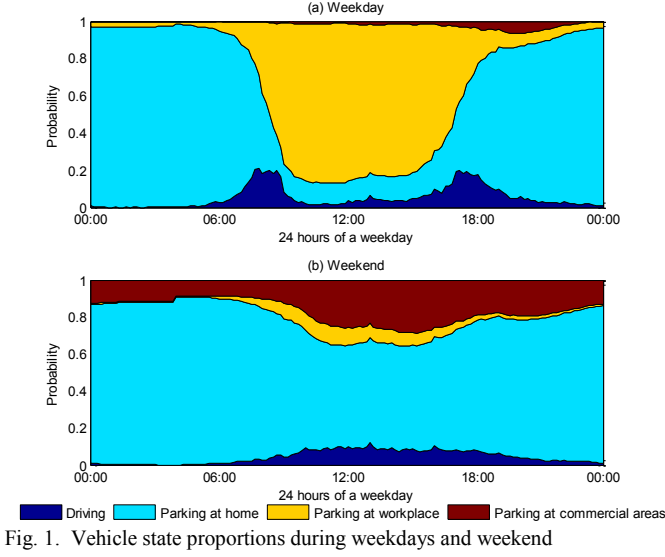 (a) Weekday
1
0.8
0.6
0.4
0.2
0
Probability
00:00 06:00 12:00 18:00 00:00
24 hours of a weekday
(b) Weekend
1
0.8
0.6
0.4
0.2
0
Probability
00:00 06:00 12:00 18:00 00:00
24 hours of a weekday
Driving Parking at home Parking at workplace Parking at commercial areas
Fig. 1. Vehicle state proportions during weekdays and weekend